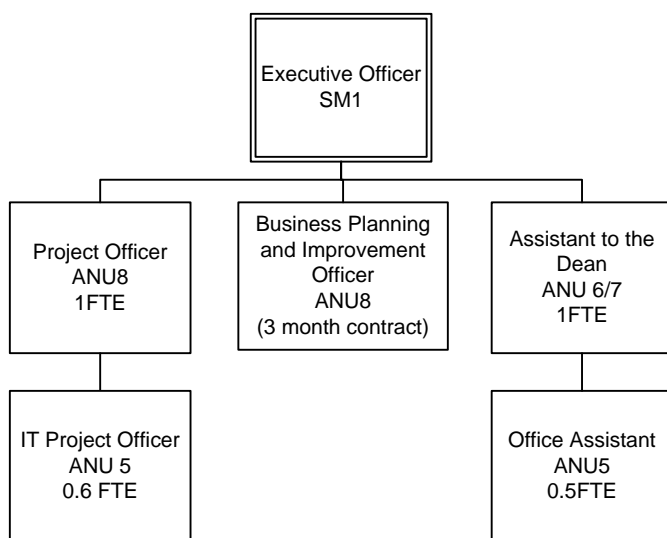 Executive Officer
SM1
Project Officer
ANU8
1FTE
Business Planning
and Improvement
Officer
ANU8
(3 month contract)
Assistant to the
Dean
ANU 6/7
1FTE
IT Project Officer
ANU 5
0.6 FTE
Office Assistant
ANU5
0.5FTE